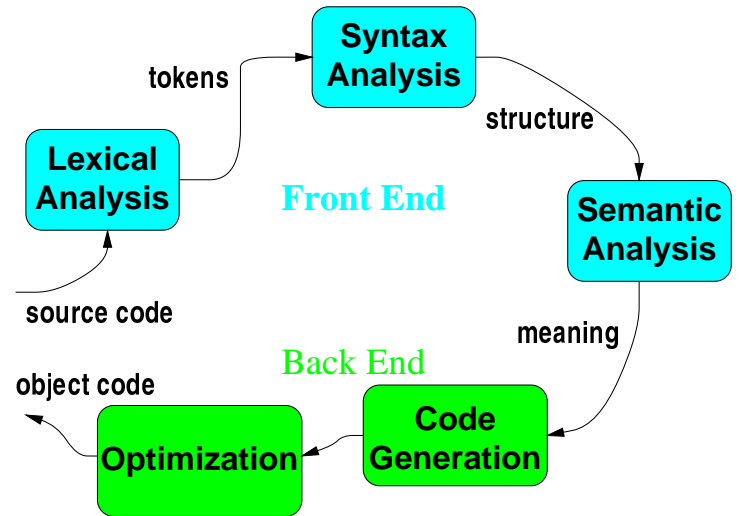 Syntax
Analysis
tokens
structure
Lexical
Analysis
Front End
Semantic
Analysis
source code
meaning
Back End
object code
Code
Generation
Optimization